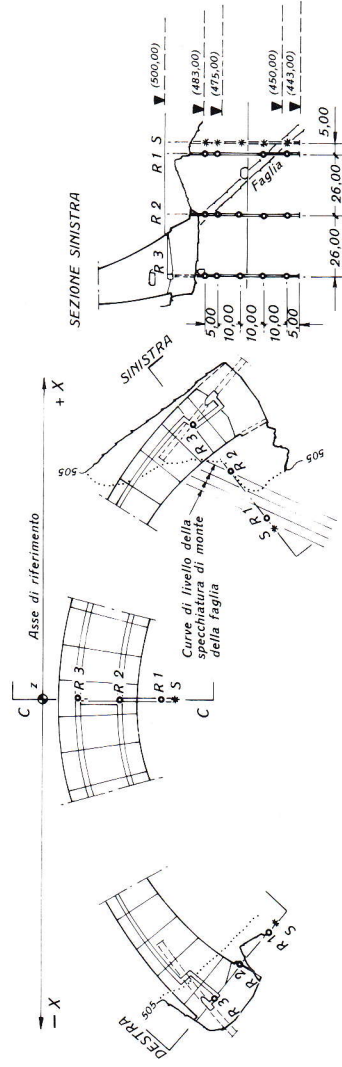 − X
Asse di riferimento
+ X
C
z
R 3
R 2
R 1
S
C
DESTRA
505
R 3
R 2
R 1
S
SINISTRA
505
R 3
R 2
R 1
S
505
Curve di livello della
specchiatura di monte
della faglia
SEZIONE SINISTRA
R 3
R 2
R 1
S
Faglia
(500,00)
(483,00)
(475,00)
(450,00)
(443,00)
5,00
10,00
10,00
10,00
5,00
26,00
26,00
5,00